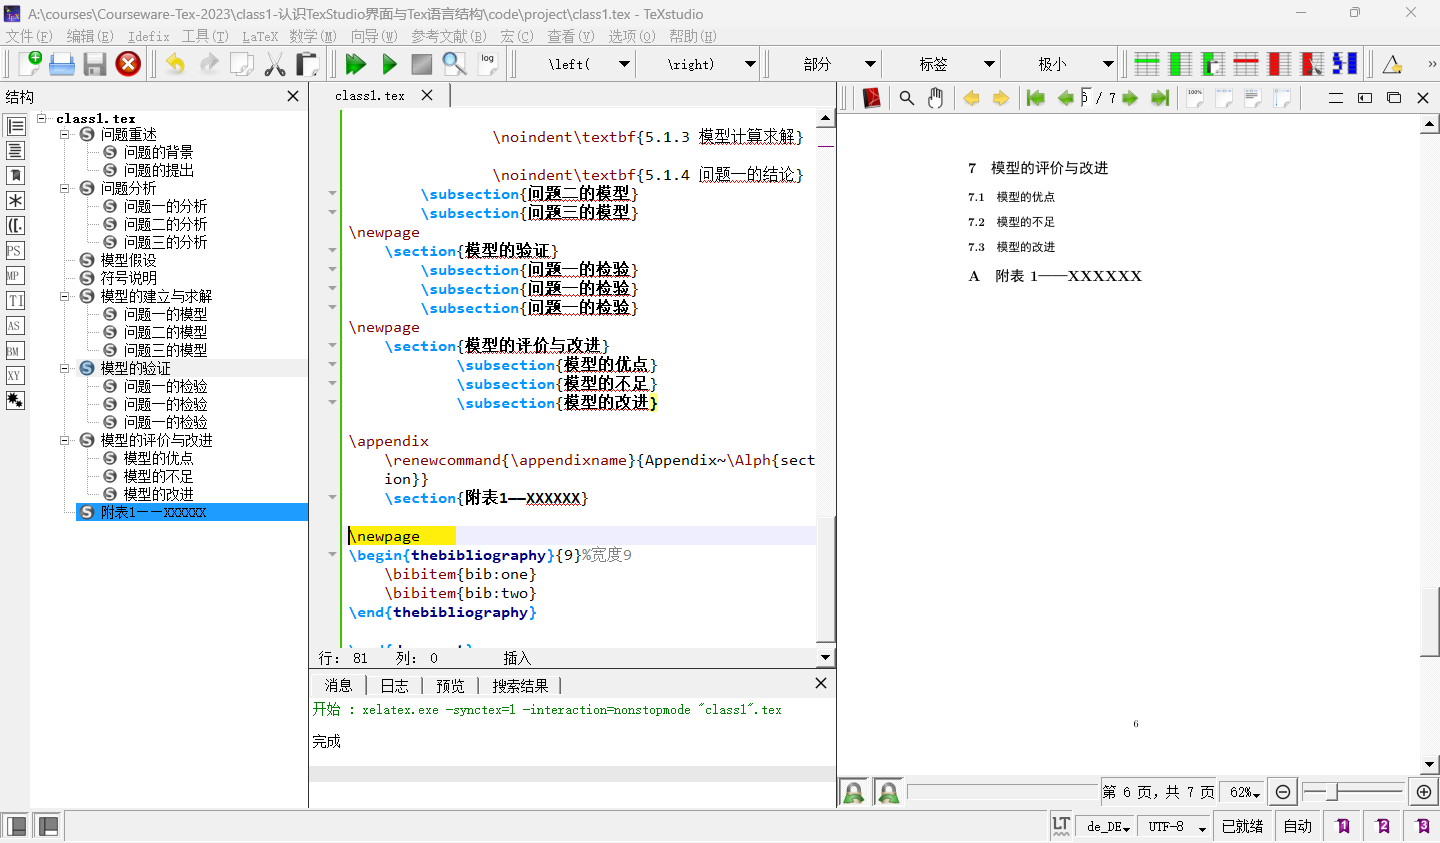 A:\courses\Courseware-Tex-2023\class1-认识TexStudio界面与Tex语言结构\code\project\class1.tex - TeXstudio
文件(F) 编辑(E) Idefix 工具(T) LaTeX 数学(M) 向导(W) 参考文献(B) 宏(C) 查看(V) 选项(O) 帮助(H)
log \left( \right) 部分 标签 极小
结构
class1.tex
问题重述
问题的背景
问题的提出
问题分析
问题一的分析
问题二的分析
问题三的分析
模型假设
符号说明
模型的建立与求解
问题一的模型
问题二的模型
问题三的模型
模型的验证
问题一的检验
问题一的检验
问题一的检验
模型的评价与改进
模型的优点
模型的不足
模型的改进
附表1——XXXXXX
PS
MP
TI
AS
BM
XY
class1.tex
\noindent\textbf{5.1.3 模型计算求解}
\noindent\textbf{5.1.4 问题一的结论}
\subsection{问题二的模型}
\subsection{问题三的模型}
\newpage
\section{模型的验证}
\subsection{问题一的检验}
\subsection{问题一的检验}
\subsection{问题一的检验}
\newpage
\section{模型的评价与改进}
\subsection{模型的优点}
\subsection{模型的不足}
\subsection{模型的改进}
\appendix
\renewcommand{\appendixname}{Appendix~\Alph{sect
ion}}
\section{附表1——XXXXXX}
\newpage
\begin{thebibliography}{9}%宽度9
\bibitem{bib:one}
\bibitem{bib:two}
\end{thebibliography}
行: 81 列: 0 插入
消息 日志 预览 搜索结果
开始 : xelatex.exe -synctex=1 -interaction=nonstopmode "class1".tex
完成
/ 7 100%
7 模型的评价与改进
7.1 模型的优点
7.2 模型的不足
7.3 模型的改进
A 附表 1——XXXXXX
6
第 6 页，共 7 页 62%
LT de_DE UTF-8 已就绪 自动 1 2 3